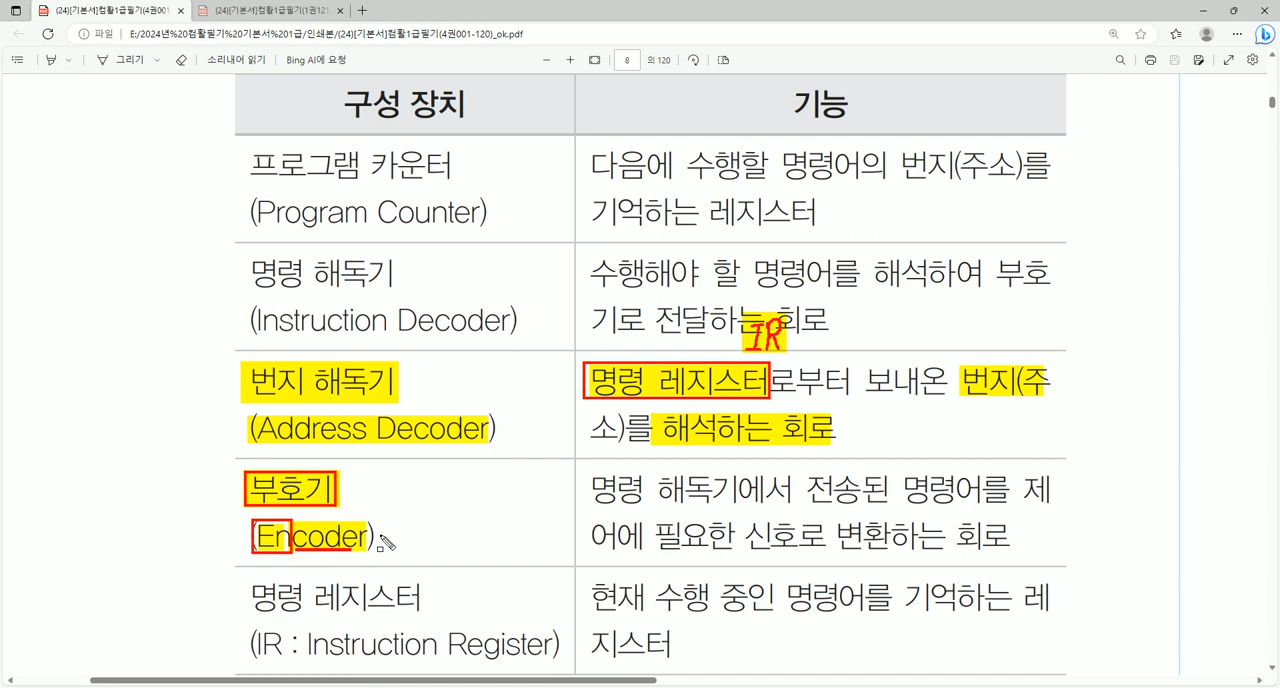 (24)[기본서]컴활1급필기(4권001
(24)[기본서]컴활1급필기(1권121
파일
E:/2024년%20컴활필기%20기본서%201급/인쇄본/(24)[기본서]컴활1급필기(4권001-120)_ok.pdf
그리기
소리내어 읽기
Bing AI에 요청
8
의 120
구성 장치
기능
프로그램 카운터
(Program Counter)
다음에 수행할 명령어의 번지(주소)를
기억하는 레지스터
명령 해독기
(Instruction Decoder)
수행해야 할 명령어를 해석하여 부호
기로 전달하는 회로
IR
번지 해독기
(Address Decoder)
명령 레지스터로부터 보내온 번지(주
소)를 해석하는 회로
부호기
(Encoder)
명령 해독기에서 전송된 명령어를 제
어에 필요한 신호로 변환하는 회로
명령 레지스터
(IR : Instruction Register)
현재 수행 중인 명령어를 기억하는 레
지스터